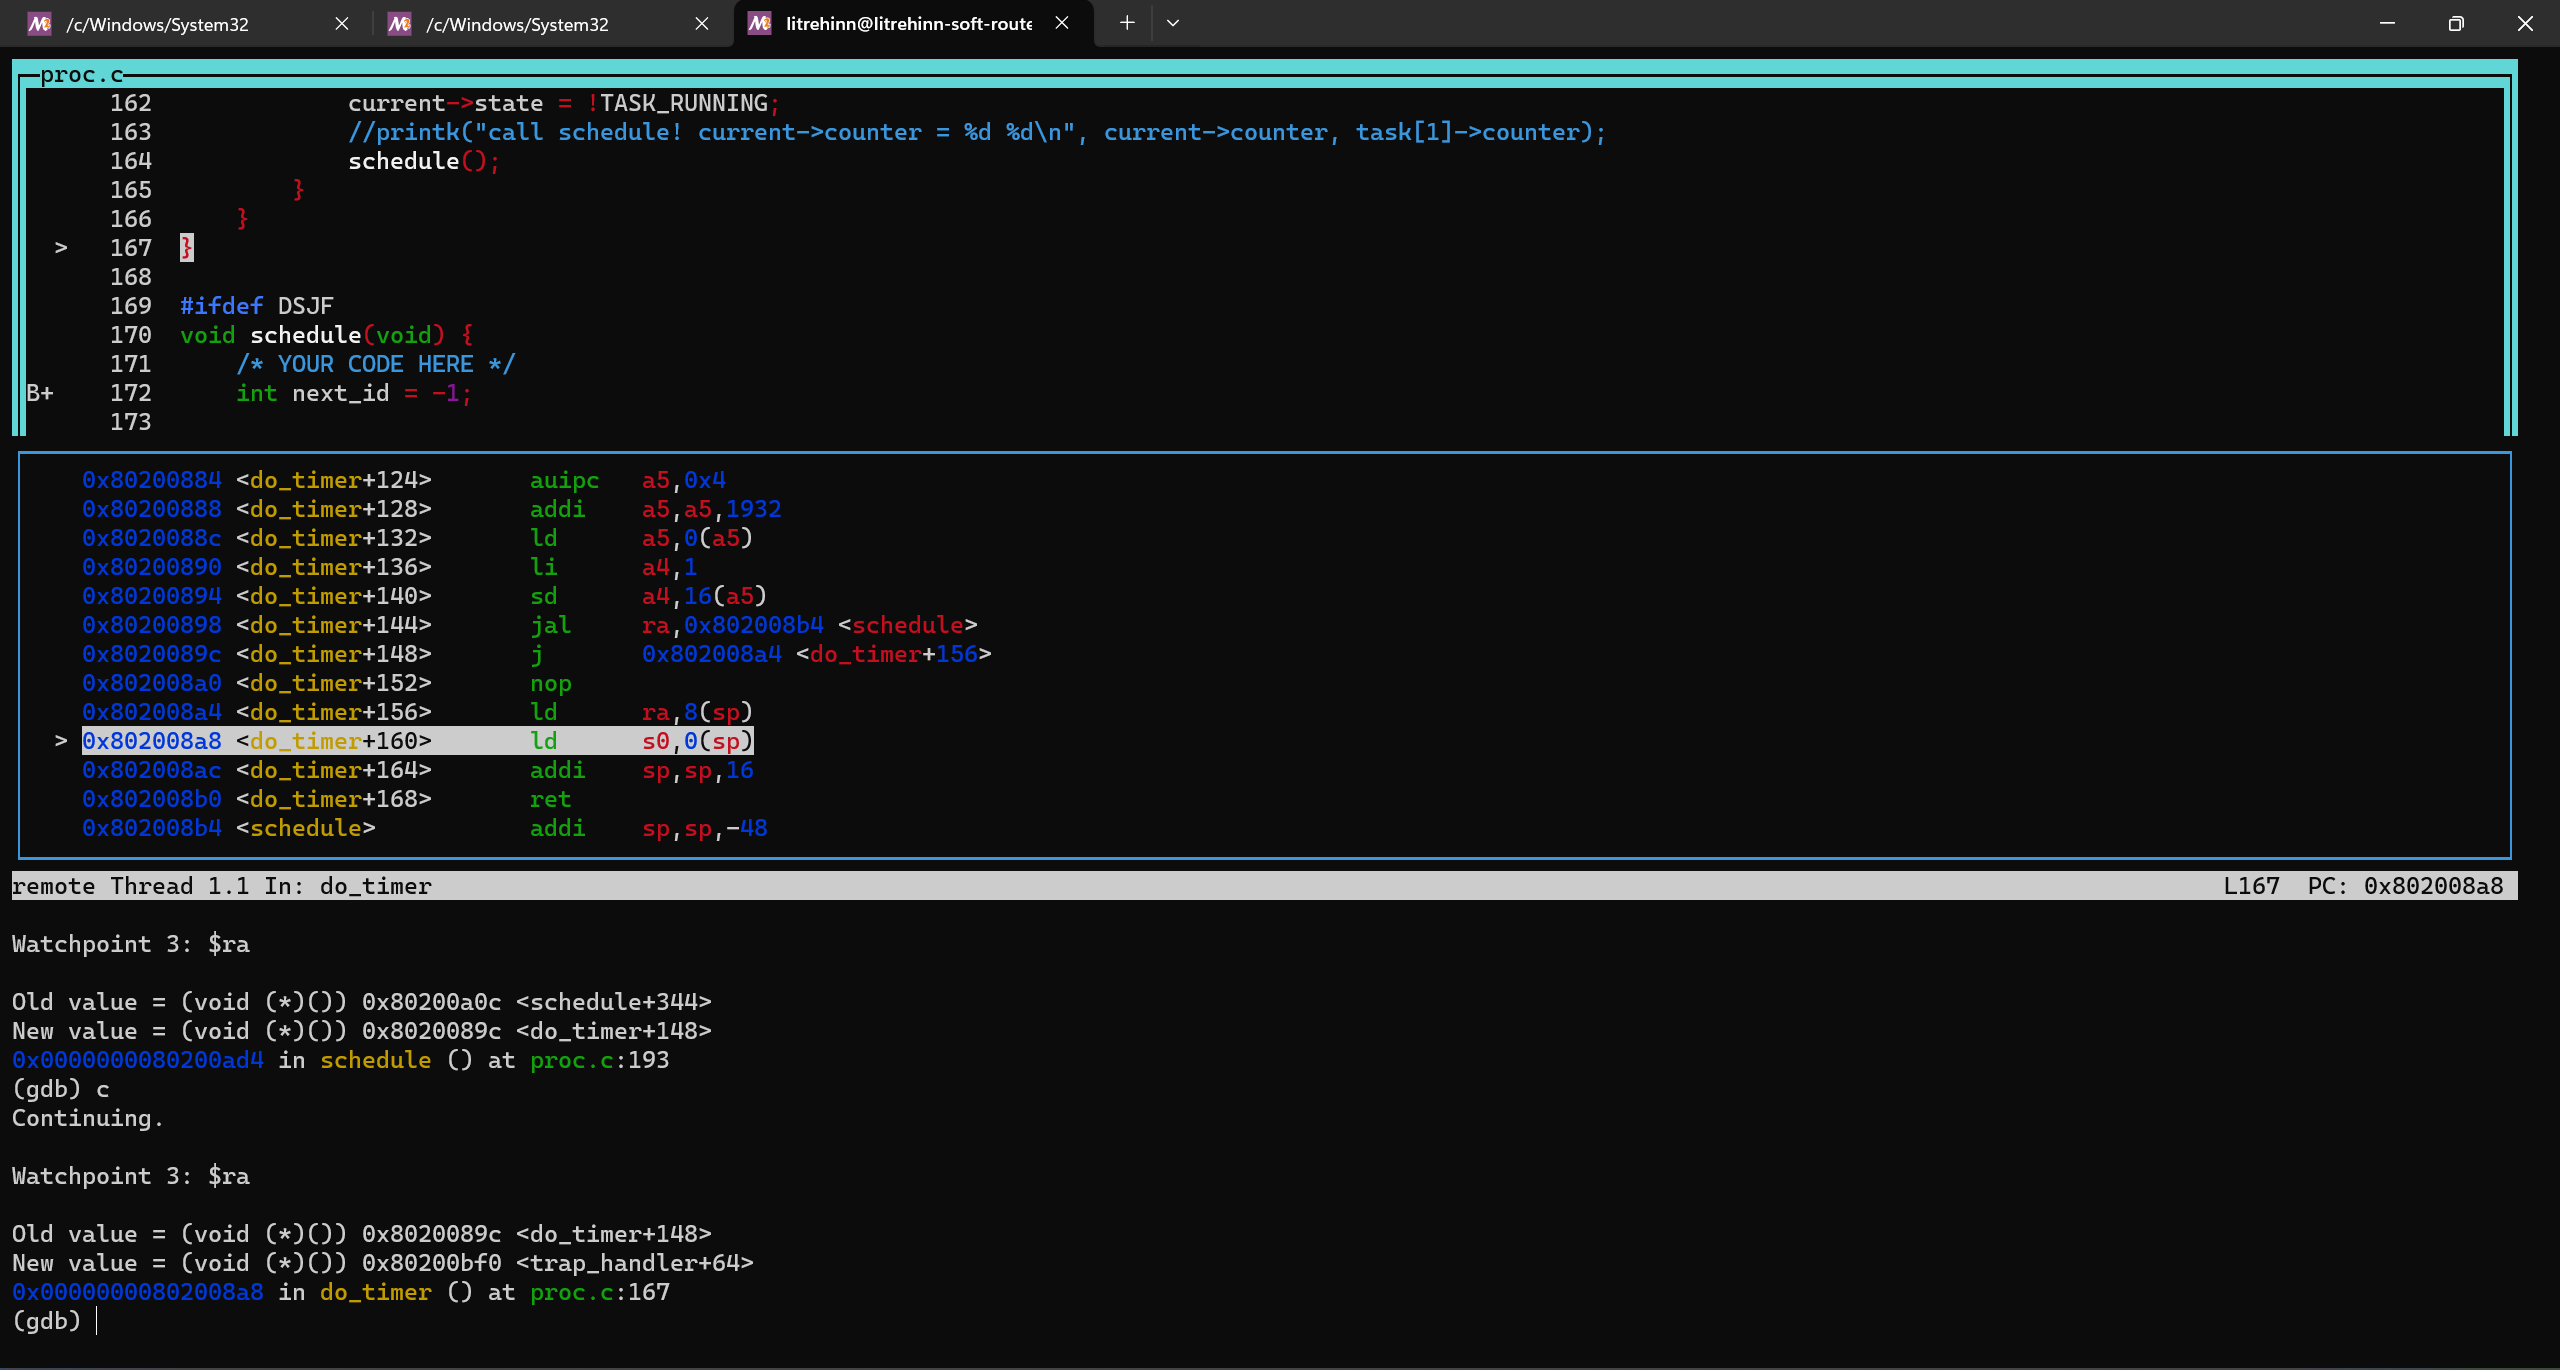 /c/Windows/System32
/c/Windows/System32
litrehinn@litrehinn-soft-route
proc.c
162 current->state = !TASK_RUNNING;
163 //printk("call schedule! current->counter = %d %d\n", current->counter, task[1]->counter);
164 schedule();
165 }
166 }
> 167 }
168
169 #ifdef DSJF
170 void schedule(void) {
171 /* YOUR CODE HERE */
B+ 172 int next_id = -1;
173
0x80200884 <do_timer+124> auipc a5,0x4
0x80200888 <do_timer+128> addi a5,a5,1932
0x8020088c <do_timer+132> ld a5,0(a5)
0x80200890 <do_timer+136> li a4,1
0x80200894 <do_timer+140> sd a4,16(a5)
0x80200898 <do_timer+144> jal ra,0x802008b4 <schedule>
0x8020089c <do_timer+148> j 0x802008a4 <do_timer+156>
0x802008a0 <do_timer+152> nop
0x802008a4 <do_timer+156> ld ra,8(sp)
> 0x802008a8 <do_timer+160> ld s0,0(sp)
0x802008ac <do_timer+164> addi sp,sp,16
0x802008b0 <do_timer+168> ret
0x802008b4 <schedule> addi sp,sp,-48
remote Thread 1.1 In: do_timer L167 PC: 0x802008a8
Watchpoint 3: $ra
Old value = (void (*)()) 0x80200a0c <schedule+344>
New value = (void (*)()) 0x8020089c <do_timer+148>
0x0000000080200ad4 in schedule () at proc.c:193
(gdb) c
Continuing.
Watchpoint 3: $ra
Old value = (void (*)()) 0x8020089c <do_timer+148>
New value = (void (*)()) 0x80200bf0 <trap_handler+64>
0x00000000802008a8 in do_timer () at proc.c:167
(gdb)